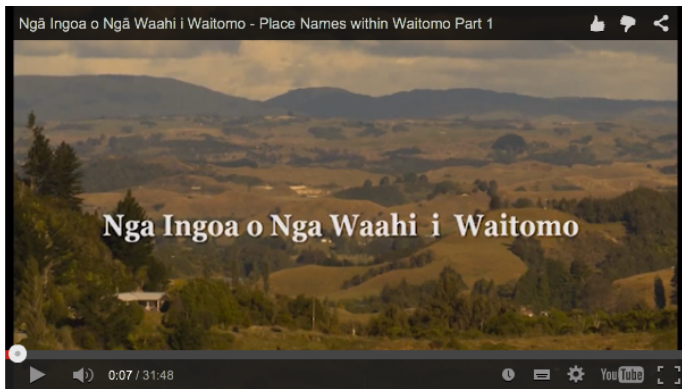 Ngā Ingoa o Ngā Waahi i Waitomo - Place Names within Waitomo Part 1
Nga Ingoa o Nga Waahi i Waitomo
0:07 / 31:48
YouTube